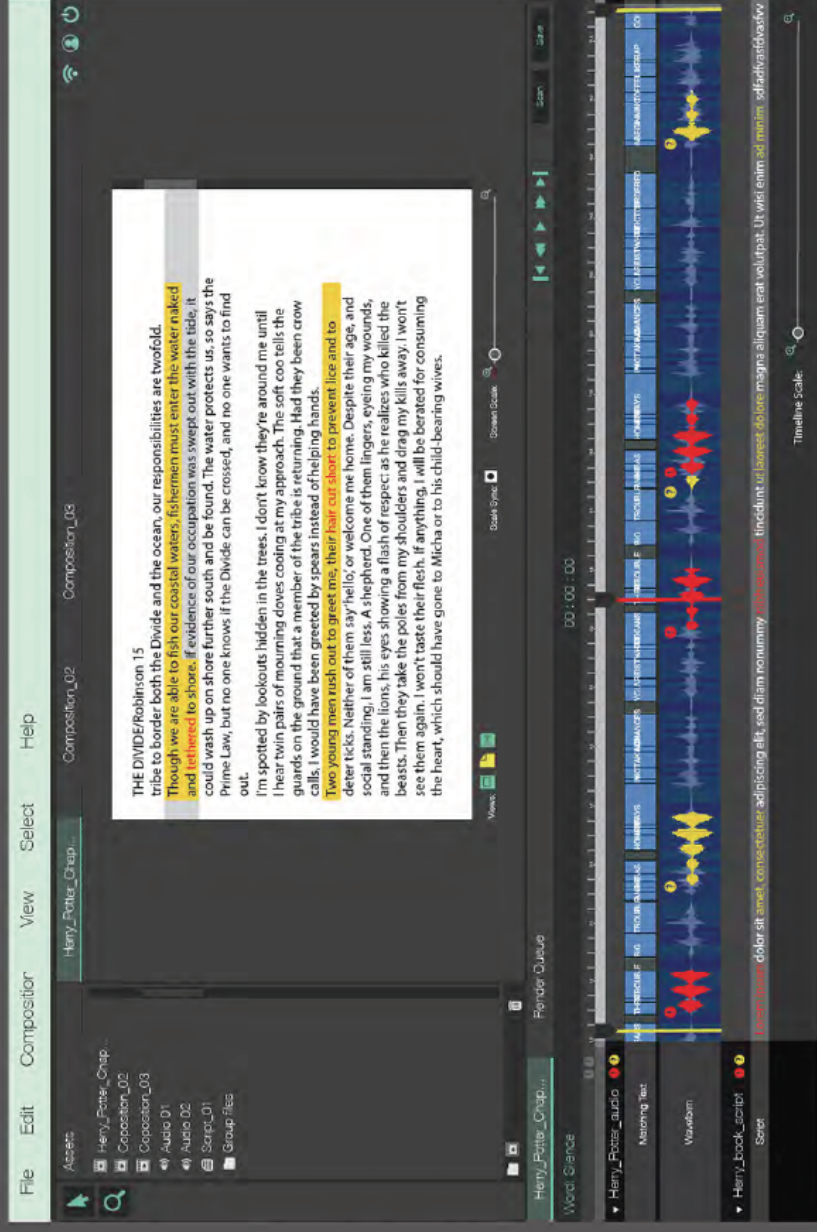 File Edit Composition View Select Help
Assets
Harry_Potter_Chap...
Composition_02
Composition_03
Harry_Potter_Chap...
Coposition_02
Coposition_03
Audio 01
Audio 02
Script_01
Group files
THE DIVIDE/Robinson 15
tribe to border both the Divide and the ocean, our responsibilities are twofold.
Though we are able to fish our coastal waters, fishermen must enter the water naked
and tethered to shore. If evidence of our occupation was swept out with the tide, it
could wash up on shore further south and be found. The water protects us, so says the
Prime Law, but no one knows if the Divide can be crossed, and no one wants to find
out.
I'm spotted by lookouts hidden in the trees. I don't know they're around me until
I hear twin pairs of mourning doves cooing at my approach. The soft coo tells the
guards on the ground that a member of the tribe is returning. Had they been crow
calls, I would have been greeted by spears instead of helping hands.
Two young men rush out to greet me, their hair cut short to prevent lice and to
deter ticks. Neither of them say 'hello', or welcome me home. Despite their age, and
social standing, I am still less. A shepherd. One of them lingers, eyeing my wounds,
and then the lions, his eyes showing a flash of respect as he realizes who killed the
beasts. Then they take the poles from my shoulders and drag my kills away. I won't
see them again. I won't taste their flesh. If anything, I will be berated for consuming
the heart, which should have gone to Micha or to his child-bearing wives.
Views:
Scale Sync:
Screen Scale:
Harry_Potter_Chap...
Render Queue
Scan
Save
Word: Silence
00:00:00
Harry_Potter_audio
Matching Text
Waveform
Harry_book_script
Script
dolor sit amet, consectetuer adipiscing elit, sed diam nonummy
tincidunt ut laoreet dolore magna aliquam erat volutpat. Ut wisi enim ad minim sdfadfvasfdvasfvv
Timeline Scale: